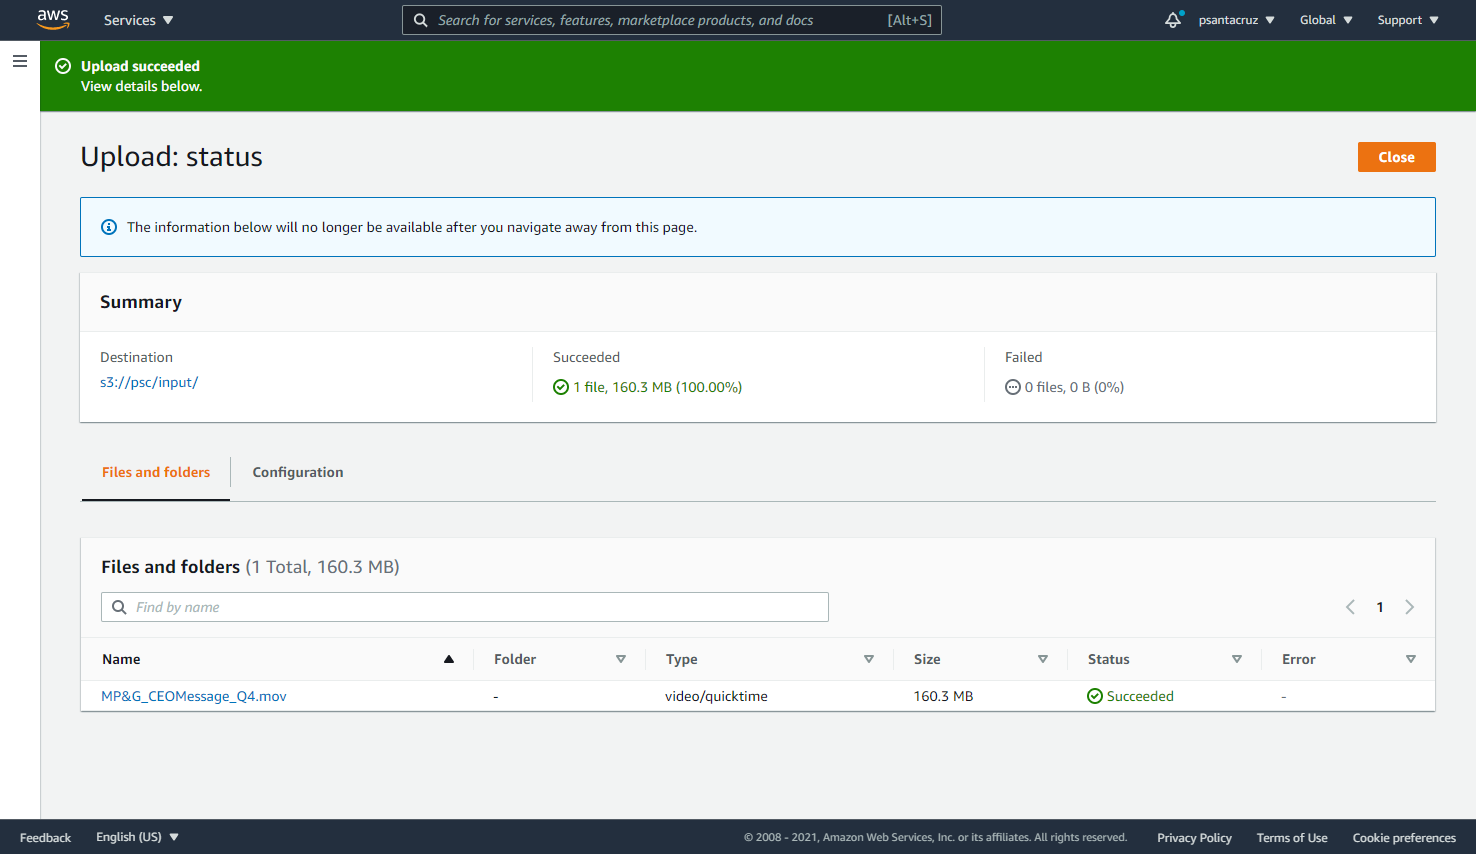 aws
Services
Search for services, features, marketplace products, and docs [Alt+S]
psantacruz
Global
Support
Upload succeeded
View details below.
Upload: status
Close
The information below will no longer be available after you navigate away from this page.
Summary
Destination
s3://psc/input/
Succeeded
1 file, 160.3 MB (100.00%)
Failed
0 files, 0 B (0%)
Files and folders
Configuration
Files and folders (1 Total, 160.3 MB)
Find by name
1
Name Folder Type Size Status Error
MP&G_CEOMessage_Q4.mov - video/quicktime 160.3 MB Succeeded -
Feedback English (US) © 2008 - 2021, Amazon Web Services, Inc. or its affiliates. All rights reserved. Privacy Policy Terms of Use Cookie preferences